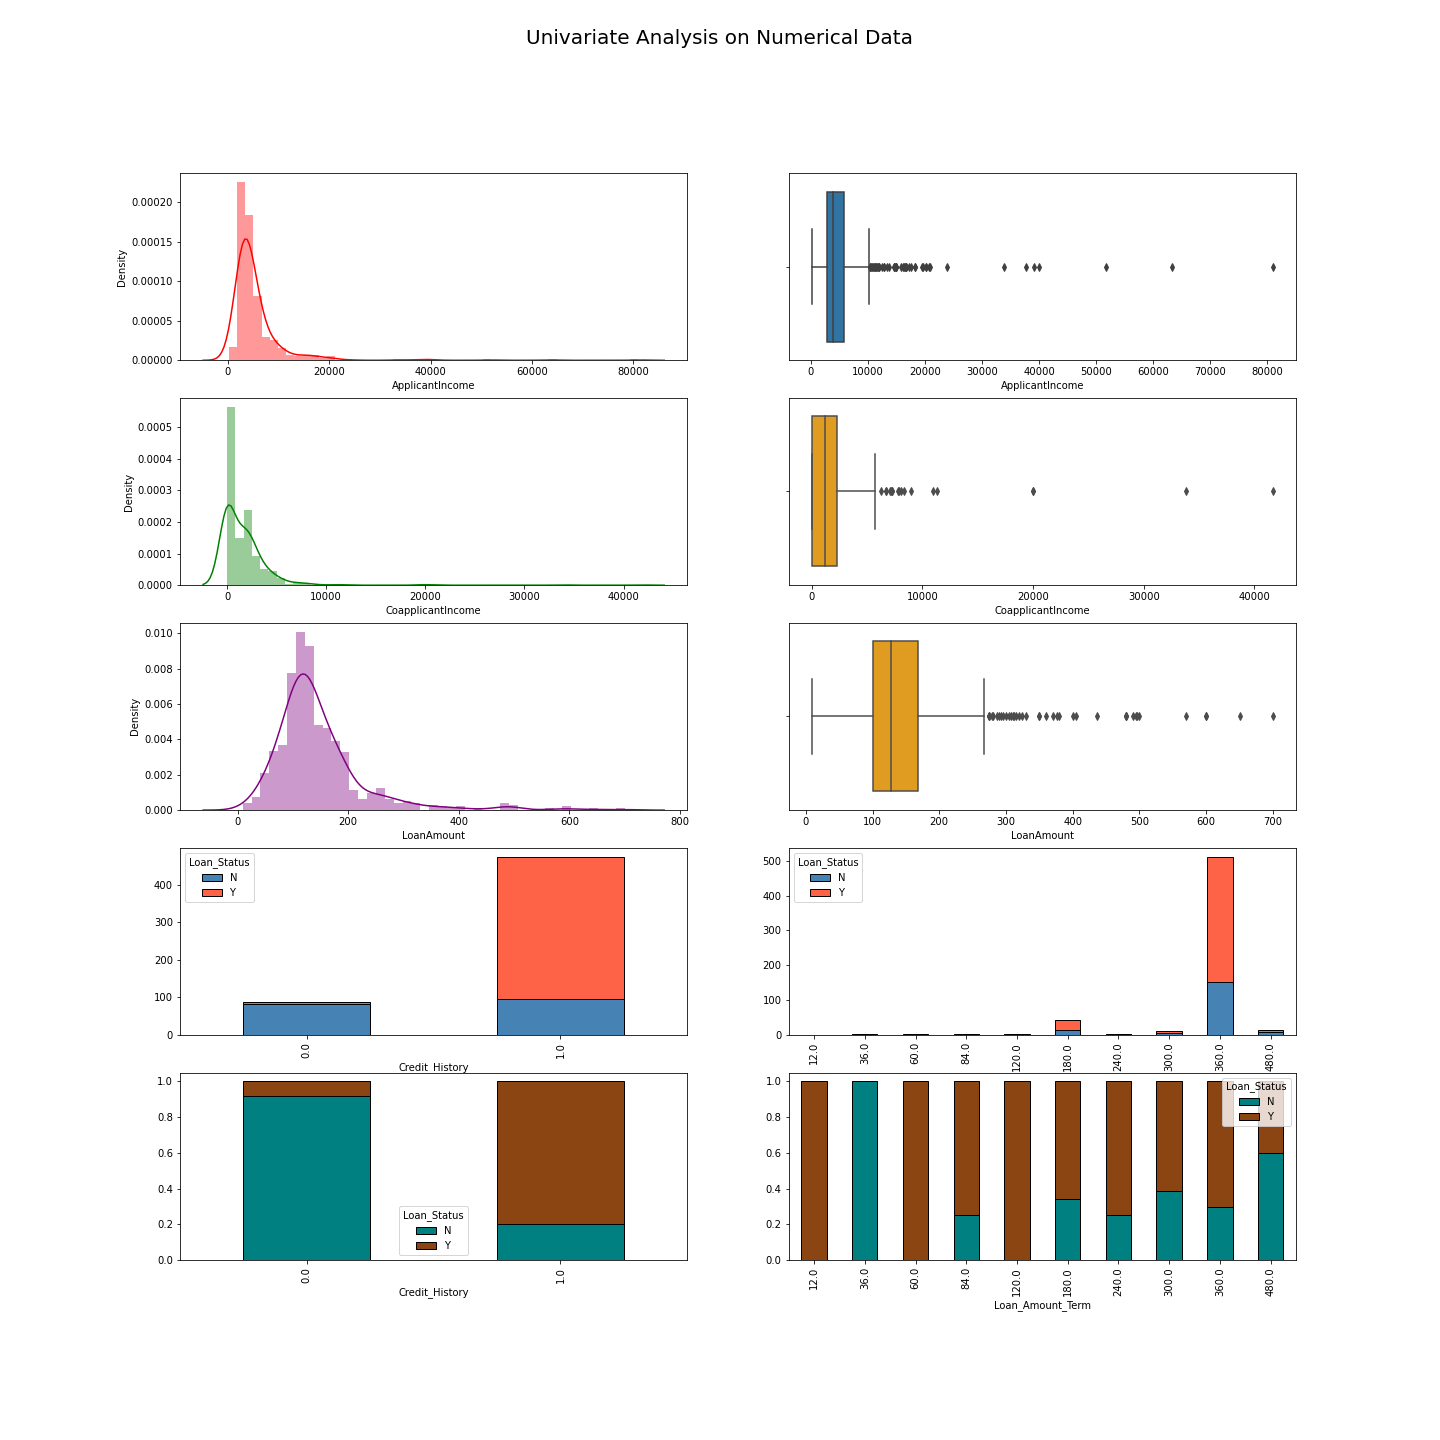 Univariate Analysis on Numerical Data
0.00020
0.00015
0.00010
0.00005
0.00000
Density
0 20000 40000 60000 80000
ApplicantIncome
0 10000 20000 30000 40000 50000 60000 70000 80000
ApplicantIncome
0.0005
0.0004
0.0003
0.0002
0.0001
0.0000
Density
0 10000 20000 30000 40000
CoapplicantIncome
0 10000 20000 30000 40000
CoapplicantIncome
0.010
0.008
0.006
0.004
0.002
0.000
Density
0 200 400 600 800
LoanAmount
0 100 200 300 400 500 600 700
LoanAmount
Loan_Status
N
Y
400
300
200
100
0
0.0 1.0
Credit_History
Loan_Status
N
Y
500
400
300
200
100
0
12.0 36.0 60.0 84.0 120.0 180.0 240.0 300.0 360.0 480.0
1.0
0.8
0.6
0.4
0.2
0.0
Loan_Status
N
Y
0.0 1.0
Credit_History
Loan_Status
N
Y
1.0
0.8
0.6
0.4
0.2
0.0
12.0 36.0 60.0 84.0 120.0 180.0 240.0 300.0 360.0 480.0
Loan_Amount_Term